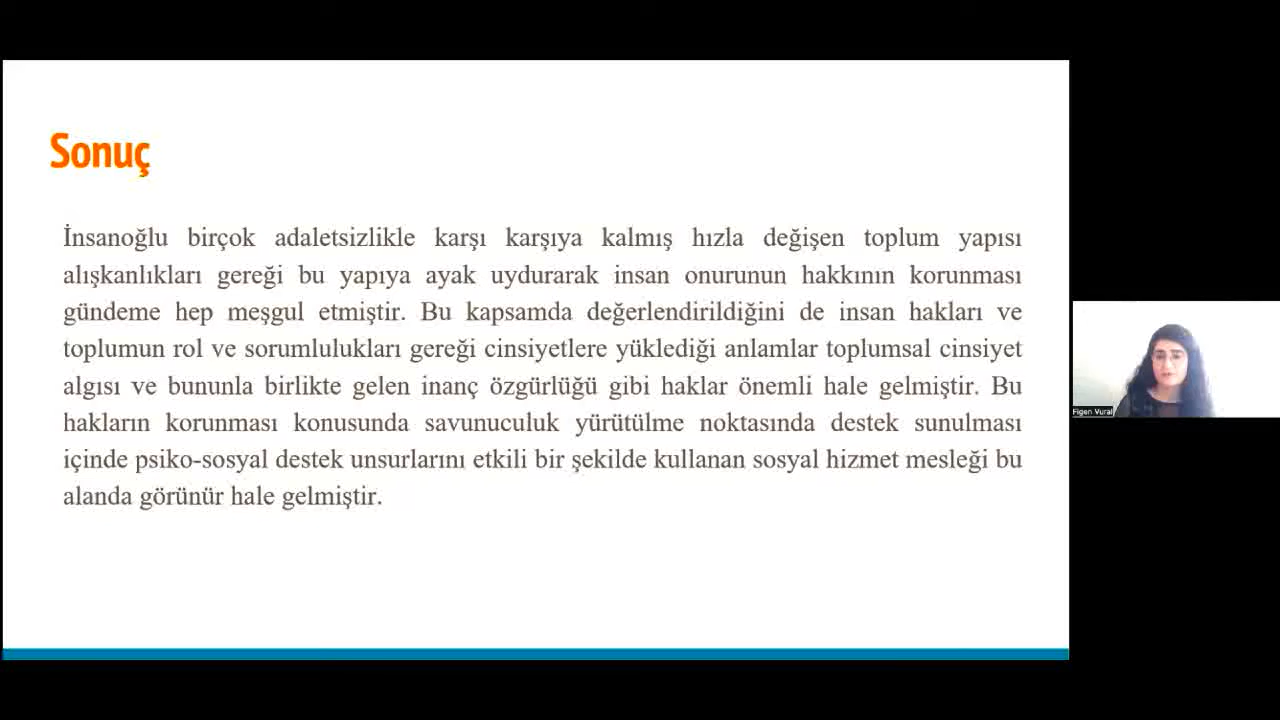 Sonuç
İnsanoğlu birçok adaletsizlikle karşı karşıya kalmış hızla değişen toplum yapısı
alışkanlıkları gereği bu yapıya ayak uydurarak insan onurunun hakkının korunması
gündeme hep meşgul etmiştir. Bu kapsamda değerlendirildiğini de insan hakları ve
toplumun rol ve sorumlulukları gereği cinsiyetlere yüklediği anlamlar toplumsal cinsiyet
algısı ve bununla birlikte gelen inanç özgürlüğü gibi haklar önemli hale gelmiştir. Bu
hakların korunması konusunda savunuculuk yürütülme noktasında destek sunulması
içinde psiko-sosyal destek unsurlarını etkili bir şekilde kullanan sosyal hizmet mesleği bu
alanda görünür hale gelmiştir.
Figen Vural